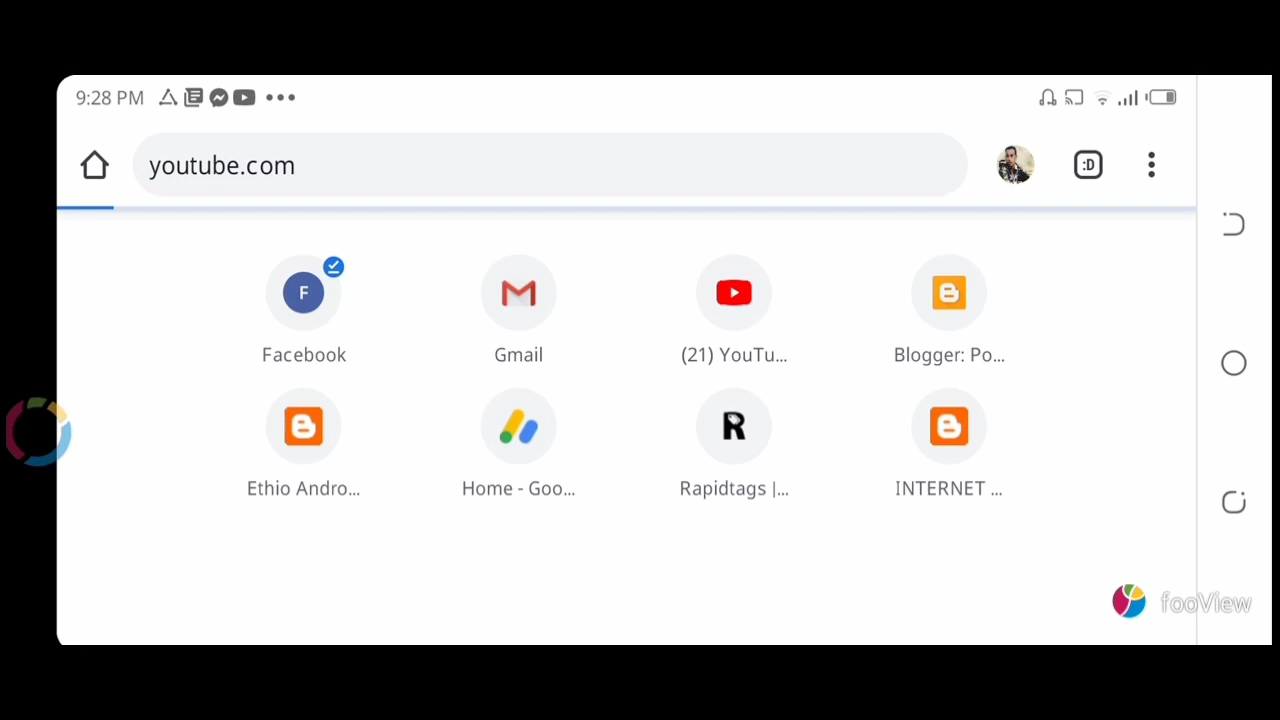 9:28 PM
youtube.com
:D
F
Facebook
Gmail
(21) YouTu...
Blogger: Po...
Ethio Andro...
Home - Goo...
R
Rapidtags |...
INTERNET ...
fooView